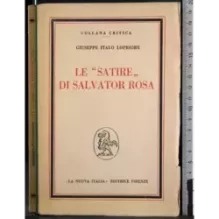 COLLANA CRITICA
GIUSEPPE ITALO LOPRIORE
LE "SATIRE„
DI SALVATOR ROSA
«LA NUOVA ITALIA» EDITRICE FIRENZE